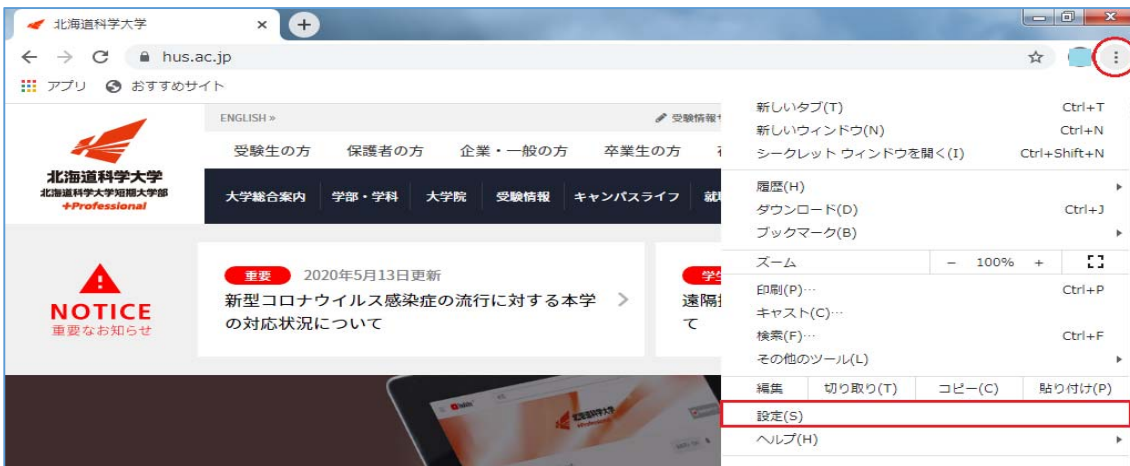 北海道科学大学
hus.ac.jp
アプリ おすすめサイト
ENGLISH »
受験生の方 保護者の方 企業・一般の方 卒業生の方
北海道科学大学
北海道科学大学短期大学部
+Professional
大学総合案内 学部・学科 大学院 受験情報 キャンパスライフ
NOTICE
重要なお知らせ
重要 2020年5月13日更新
新型コロナウイルス感染症の流行に対する本学
の対応状況について
遠隔
て
新しいタブ(T) Ctrl+T
新しいウィンドウ(N) Ctrl+N
シークレット ウィンドウを開く(I) Ctrl+Shift+N
履歴(H)
ダウンロード(D) Ctrl+J
ブックマーク(B)
ズーム − 100% +
印刷(P)… Ctrl+P
キャスト(C)…
検索(F)… Ctrl+F
その他のツール(L)
編集 切り取り(T) コピー(C) 貼り付け(P)
設定(S)
ヘルプ(H)
北海道科学大学
+Professional